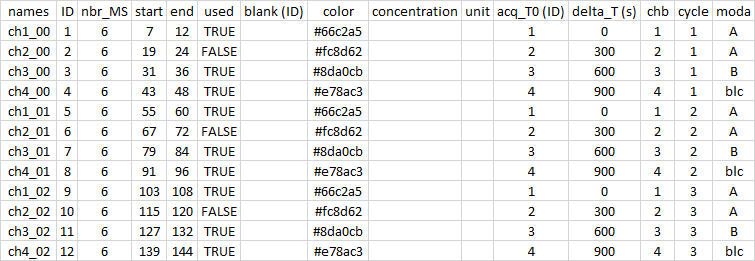 names ID nbr_MS start end used blank (ID) color concentration unit acq_T0 (ID) delta_T (s) chb cycle moda
ch1_00 1 6 7 12 TRUE #66c2a5 1 0 1 1 A
ch2_00 2 6 19 24 FALSE #fc8d62 2 300 2 1 A
ch3_00 3 6 31 36 TRUE #8da0cb 3 600 3 1 B
ch4_00 4 6 43 48 TRUE #e78ac3 4 900 4 1 blc
ch1_01 5 6 55 60 TRUE #66c2a5 1 0 1 2 A
ch2_01 6 6 67 72 FALSE #fc8d62 2 300 2 2 A
ch3_01 7 6 79 84 TRUE #8da0cb 3 600 3 2 B
ch4_01 8 6 91 96 TRUE #e78ac3 4 900 4 2 blc
ch1_02 9 6 103 108 TRUE #66c2a5 1 0 1 3 A
ch2_02 10 6 115 120 FALSE #fc8d62 2 300 2 3 A
ch3_02 11 6 127 132 TRUE #8da0cb 3 600 3 3 B
ch4_02 12 6 139 144 TRUE #e78ac3 4 900 4 3 blc